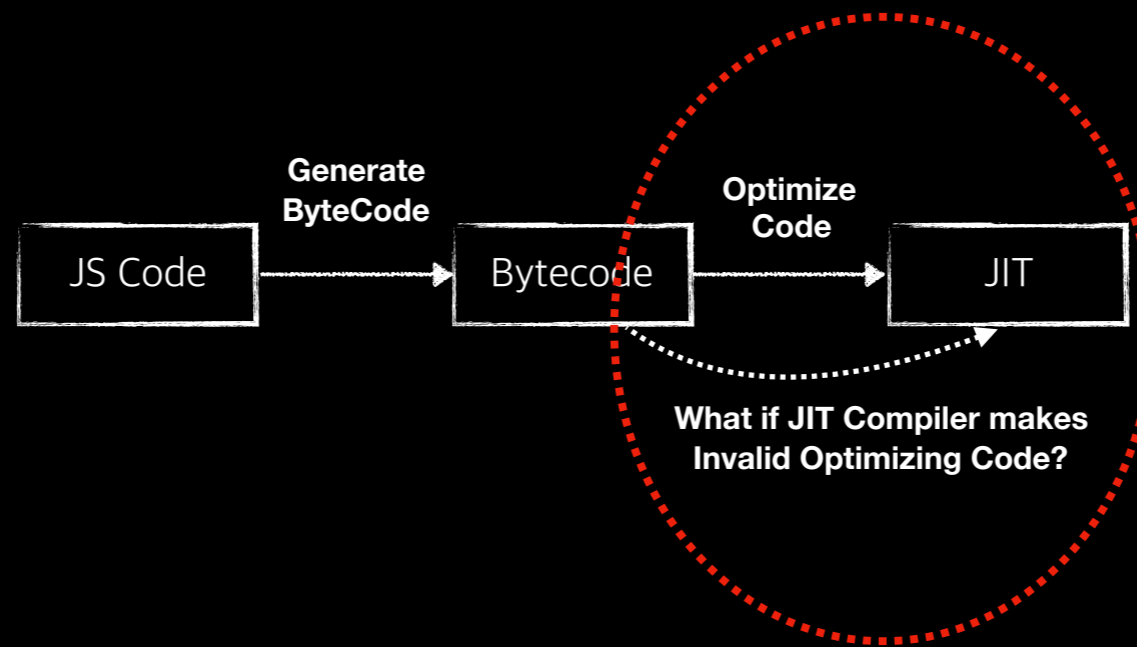 Generate
ByteCode
Optimize
Code
JS Code
Bytecode
JIT
What if JIT Compiler makes
Invalid Optimizing Code?